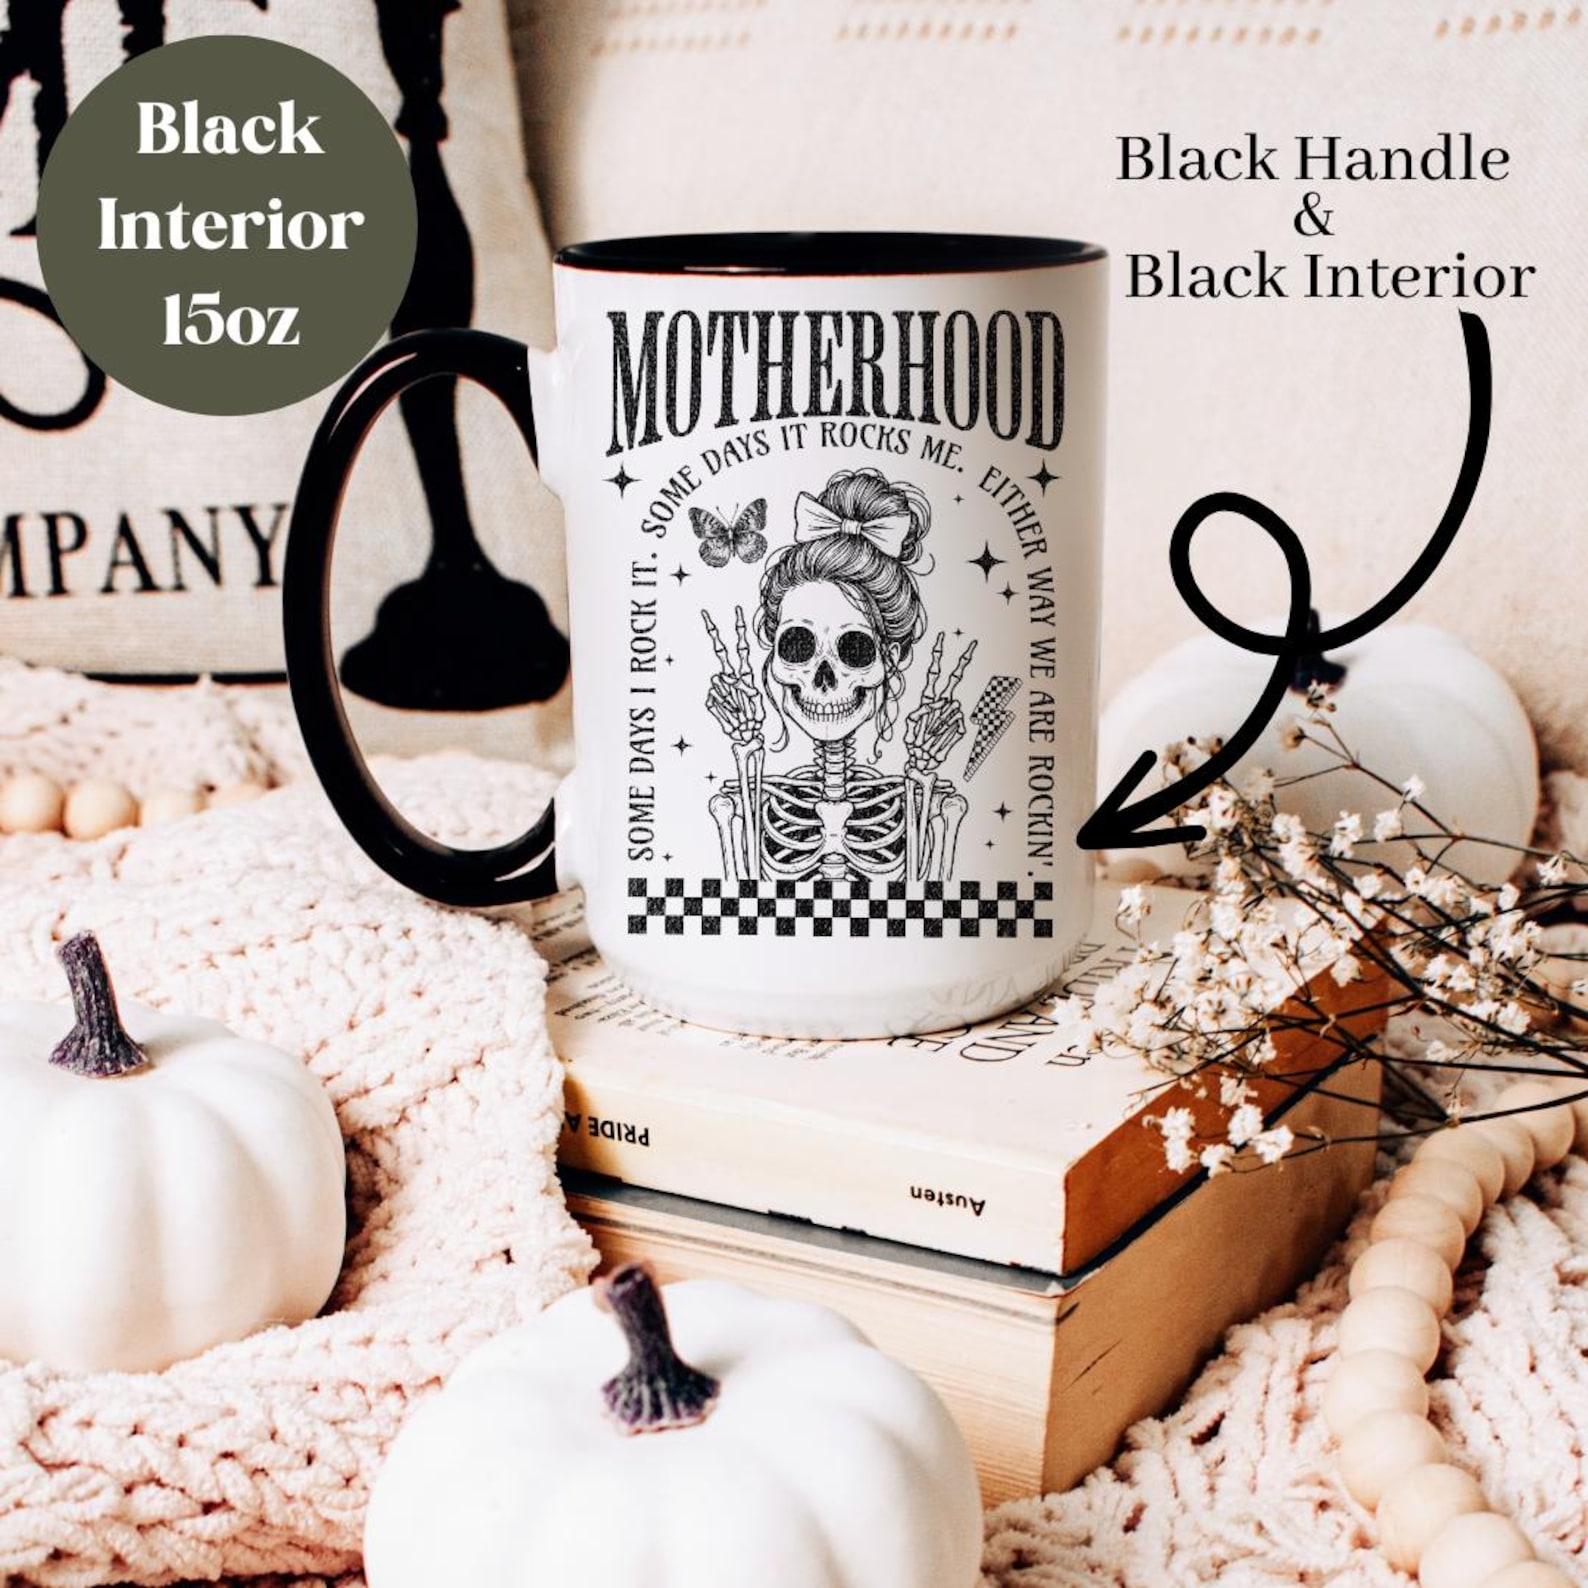 Black
Interior
15oz
Black Handle
&
Black Interior
MOTHERHOOD
SOME DAYS I ROCK IT. SOME DAYS IT ROCKS ME. EITHER WAY WE ARE ROCKIN'.
MPANY
PRIDE A
Austen